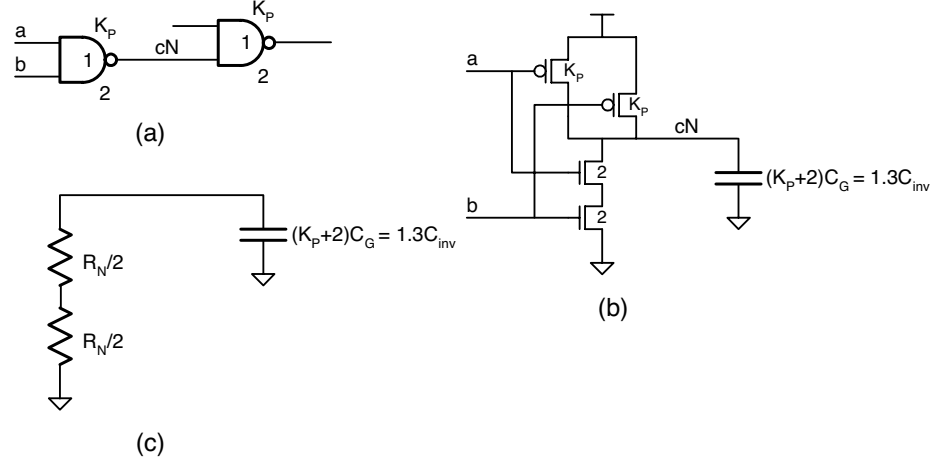 K_P
a
b
1
2
cN
K_P
1
2
(a)
a
K_P
K_P
cN
2
2
b
(K_P+2)C_G = 1.3C_inv
(b)
R_N/2
R_N/2
(K_P+2)C_G = 1.3C_inv
(c)